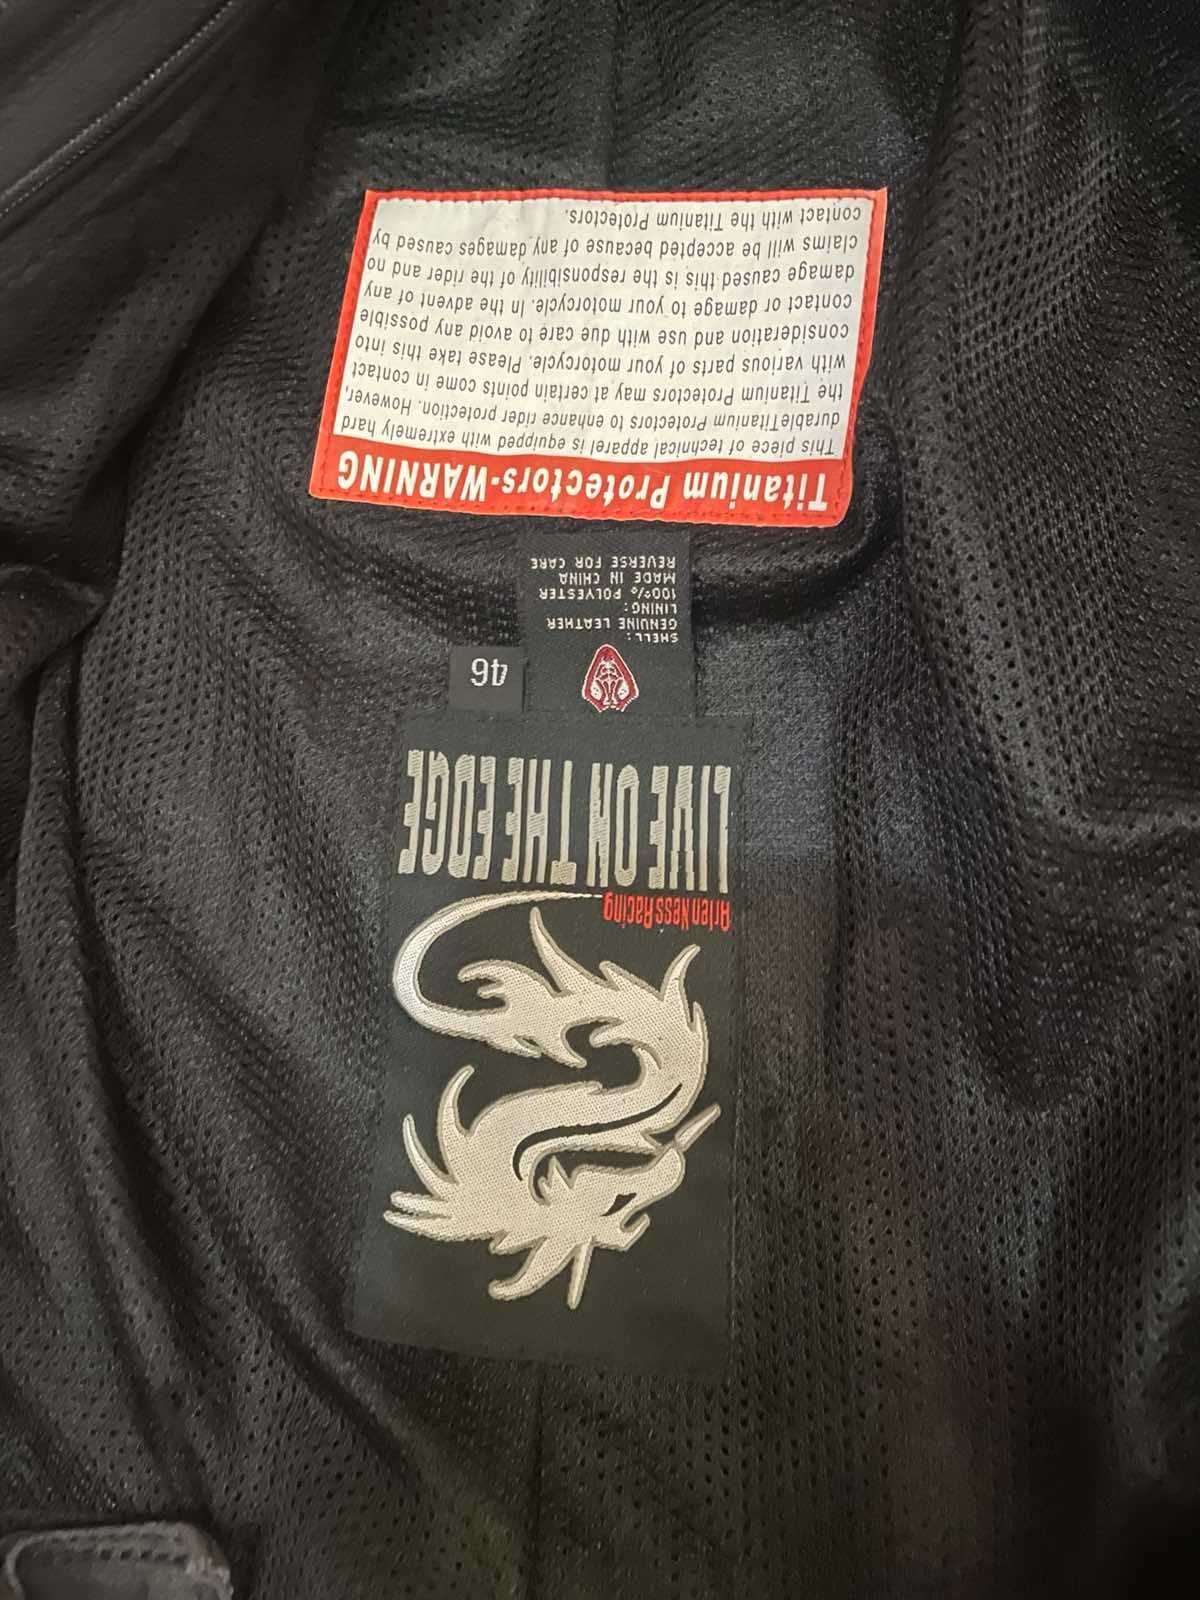 Arlen Ness Racing
LIVE ON THE EDGE
46
SHELL:
GENUINE LEATHER
LINING:
100% POLYESTER
MADE IN CHINA
REVERSE FOR CARE
Titanium Protectors-WARNING
This piece of technical apparel is equipped with extremely hard
durableTitanium Protectors to enhance rider protection. However,
the Titanium Protectors may at certain points come in contact
with various parts of your motorcycle. Please take this into
consideration and use with due care to avoid any possible
contact or damage to your motorcycle. In the advent of any
damage caused this is the responsibility of the rider and no
claims will be accepted because of any damages caused by
contact with the Titanium Protectors.